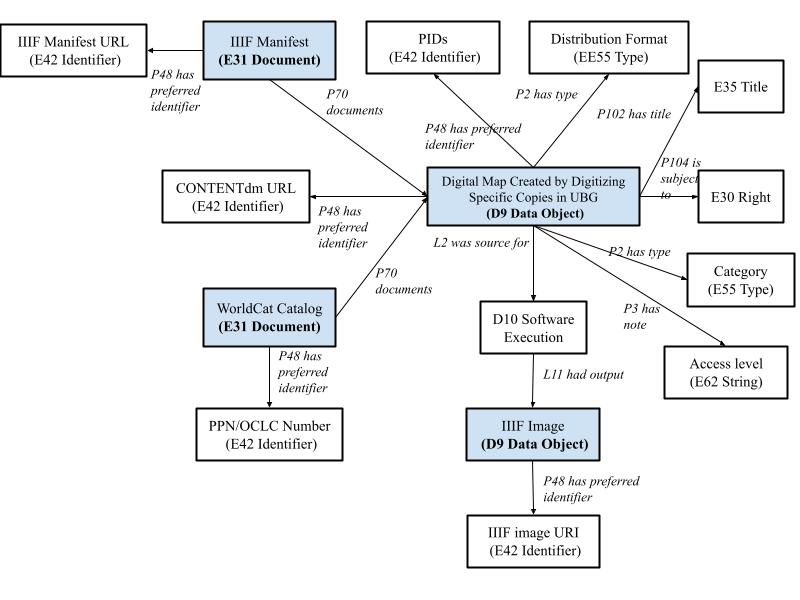 IIIF Manifest URL
(E42 Identifier)
IIIF Manifest
(E31 Document)
PIDs
(E42 Identifier)
Distribution Format
(EE55 Type)
E35 Title
P48 has
preferred
identifier
P70
documents
P2 has type
P102 has title
P48 has preferred
identifier
P104 is
subject
to
CONTENTdm URL
(E42 Identifier)
P48 has
preferred
identifier
Digital Map Created by Digitizing
Specific Copies in UBG
(D9 Data Object)
E30 Right
L2 was source for
P2 has type
P70
documents
Category
(E55 Type)
WorldCat Catalog
(E31 Document)
D10 Software
Execution
P3 has
note
P48 has
preferred
identifier
L11 had output
Access level
(E62 String)
PPN/OCLC Number
(E42 Identifier)
IIIF Image
(D9 Data Object)
P48 has preferred
identifier
IIIF image URI
(E42 Identifier)